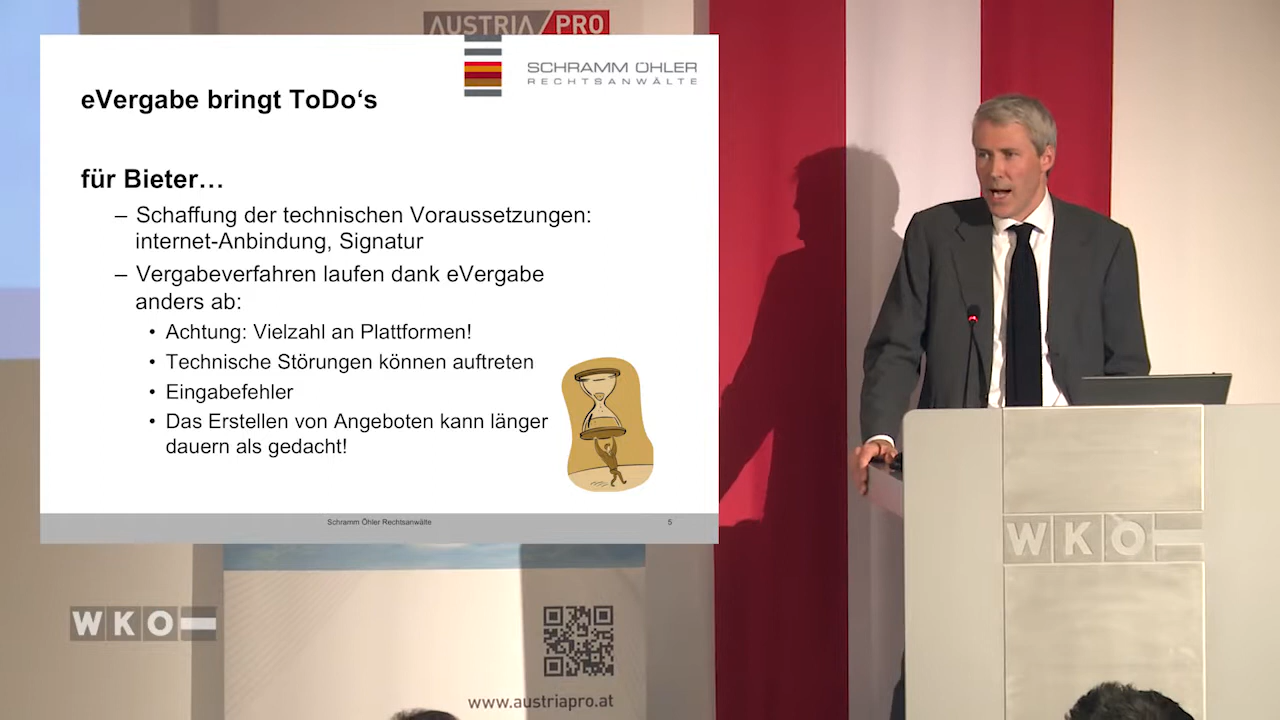 AUSTRIA/PRO
SCHRAMM ÖHLER
RECHTSANWÄLTE
eVergabe bringt ToDo‘s
für Bieter…
– Schaffung der technischen Voraussetzungen:
internet-Anbindung, Signatur
– Vergabeverfahren laufen dank eVergabe
anders ab:
• Achtung: Vielzahl an Plattformen!
• Technische Störungen können auftreten
• Eingabefehler
• Das Erstellen von Angeboten kann länger
dauern als gedacht!
Schramm Öhler Rechtsanwälte 5
WKO
WKO
www.austriapro.at